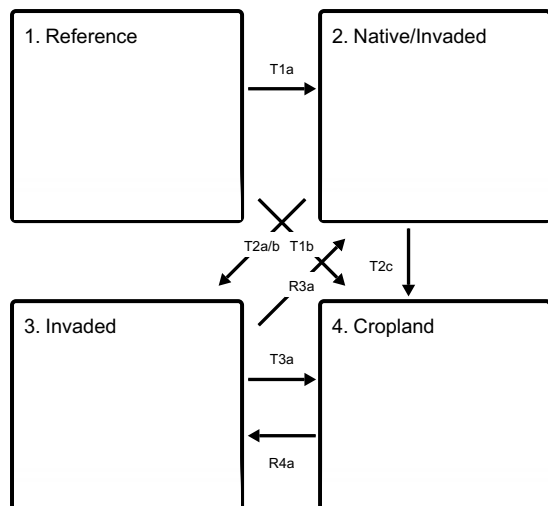 1. Reference
2. Native/Invaded
T1a
T2a/b
T1b
T2c
R3a
3. Invaded
4. Cropland
T3a
R4a